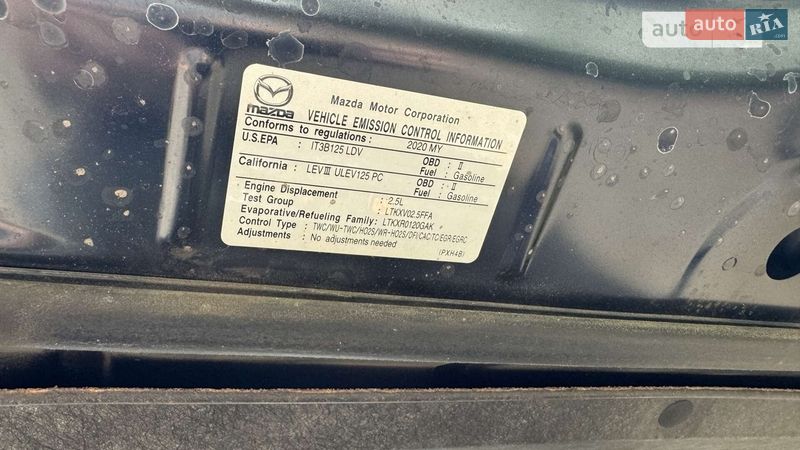 auto RIA .com
mazda
Mazda Motor Corporation
VEHICLE EMISSION CONTROL INFORMATION
Conforms to regulations : 2020 MY
U.S.EPA : IT3B125 LDV OBD : II
Fuel : Gasoline
California : LEVIII ULEV125 PC OBD : II
Fuel : Gasoline
Engine Displacement : 2.5L
Test Group : LTKXV02.5FFA
Evaporative/Refueling Family: LTKXR0120GAK
Control Type : TWC/WU-TWC/HO2S/WR-HO2S/DFI/CAC/TC/EGR/EGRC
Adjustments : No adjustments needed
(PXH4B)